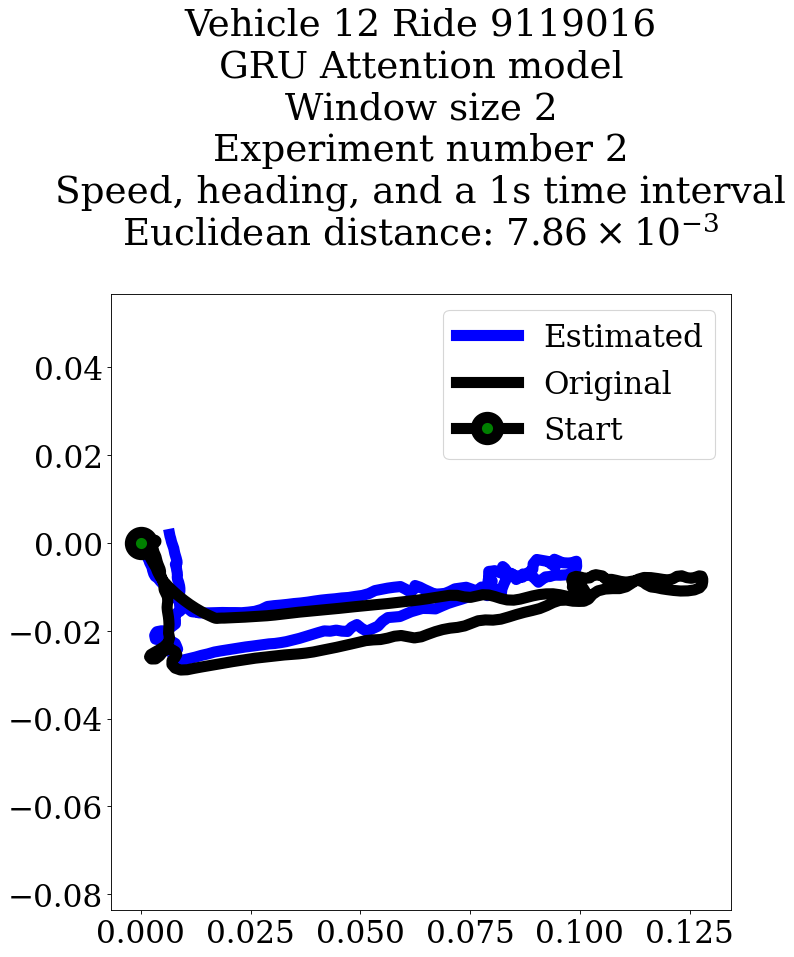 Vehicle 12 Ride 9119016
GRU Attention model
Window size 2
Experiment number 2
Speed, heading, and a 1s time interval
Euclidean distance: 7.86 × 10⁻³
Estimated
Original
Start
0.04
0.02
0.00
−0.02
−0.04
−0.06
−0.08
0.000 0.025 0.050 0.075 0.100 0.125